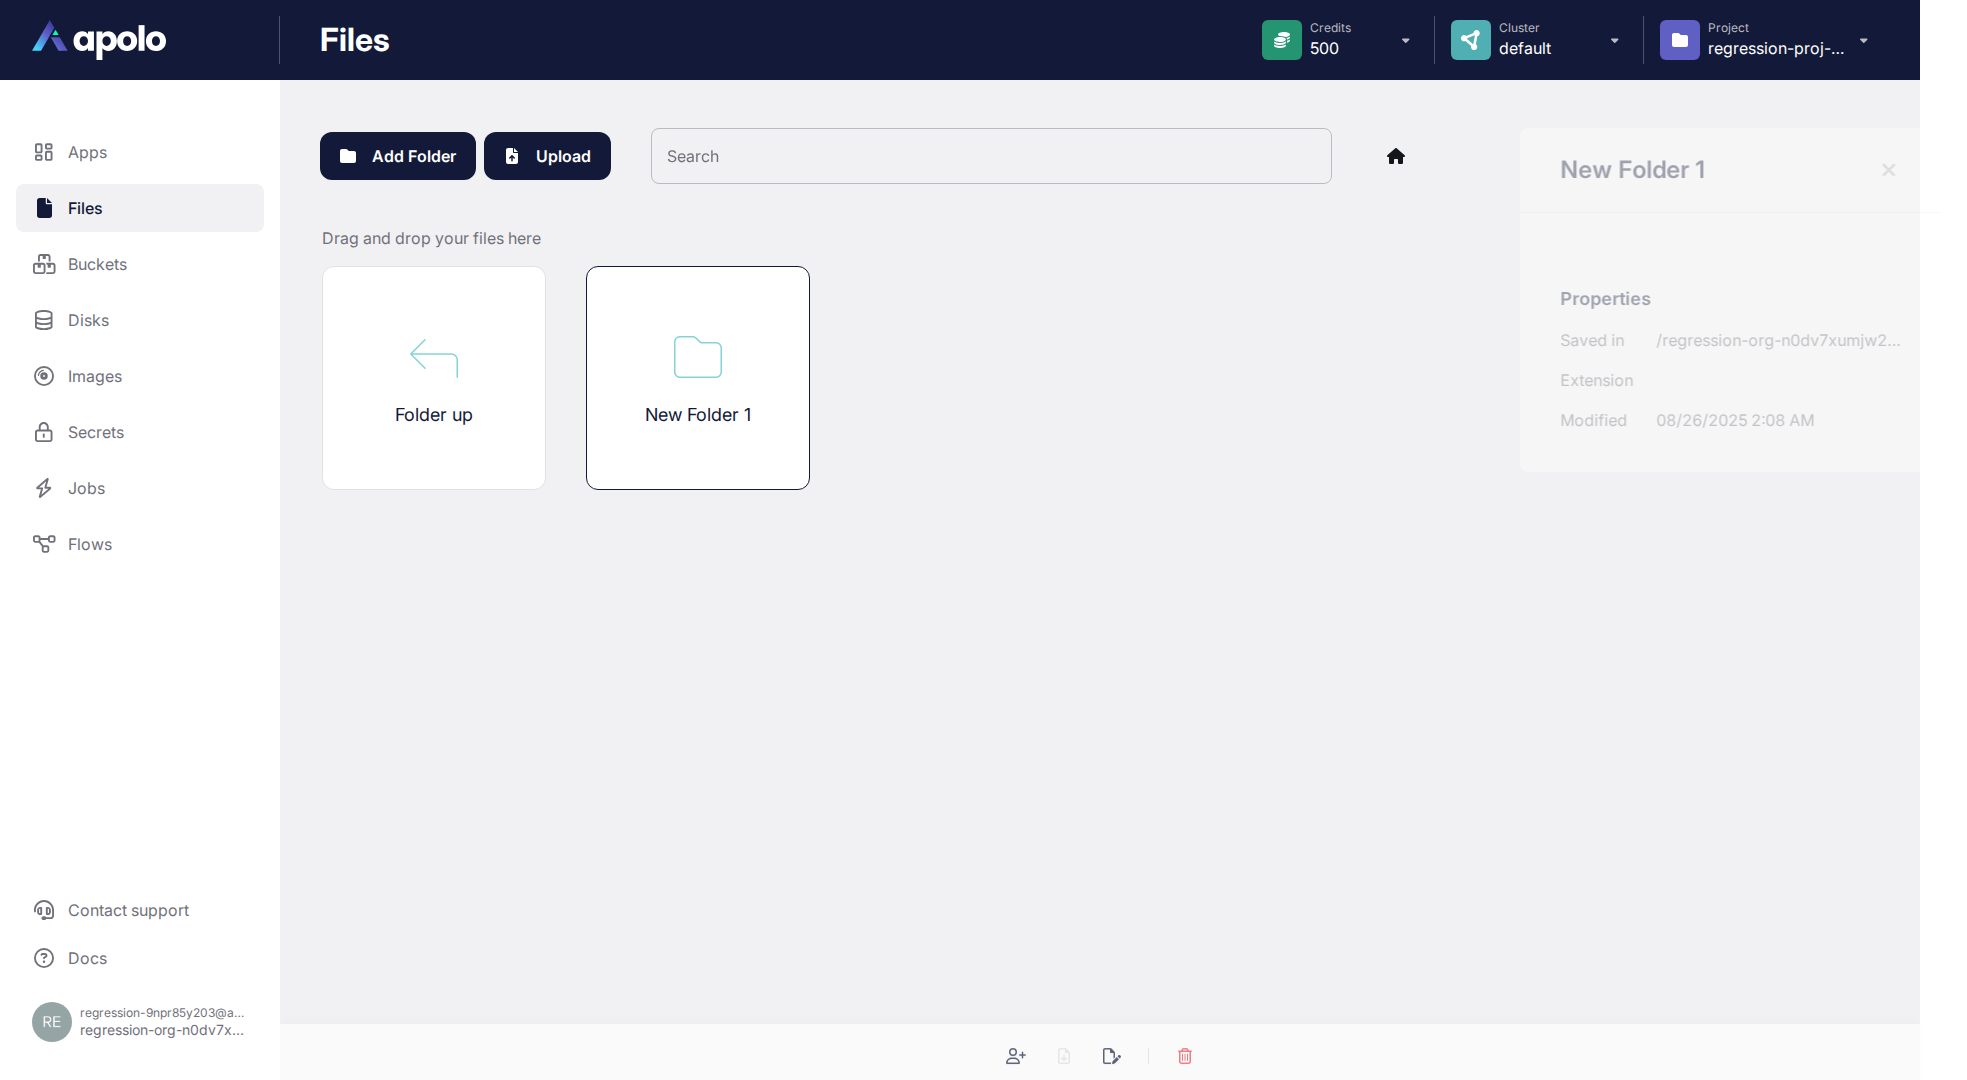 apolo
Files
Credits
500
Cluster
default
Project
regression-proj-...
Apps
Files
Buckets
Disks
Images
Secrets
Jobs
Flows
Contact support
Docs
RE
regression-9npr85y203@a...
regression-org-n0dv7x...
Add Folder
Upload
Search
Drag and drop your files here
Folder up
New Folder 1
New Folder 1
Properties
Saved in /regression-org-n0dv7xumjw2...
Extension
Modified 08/26/2025 2:08 AM